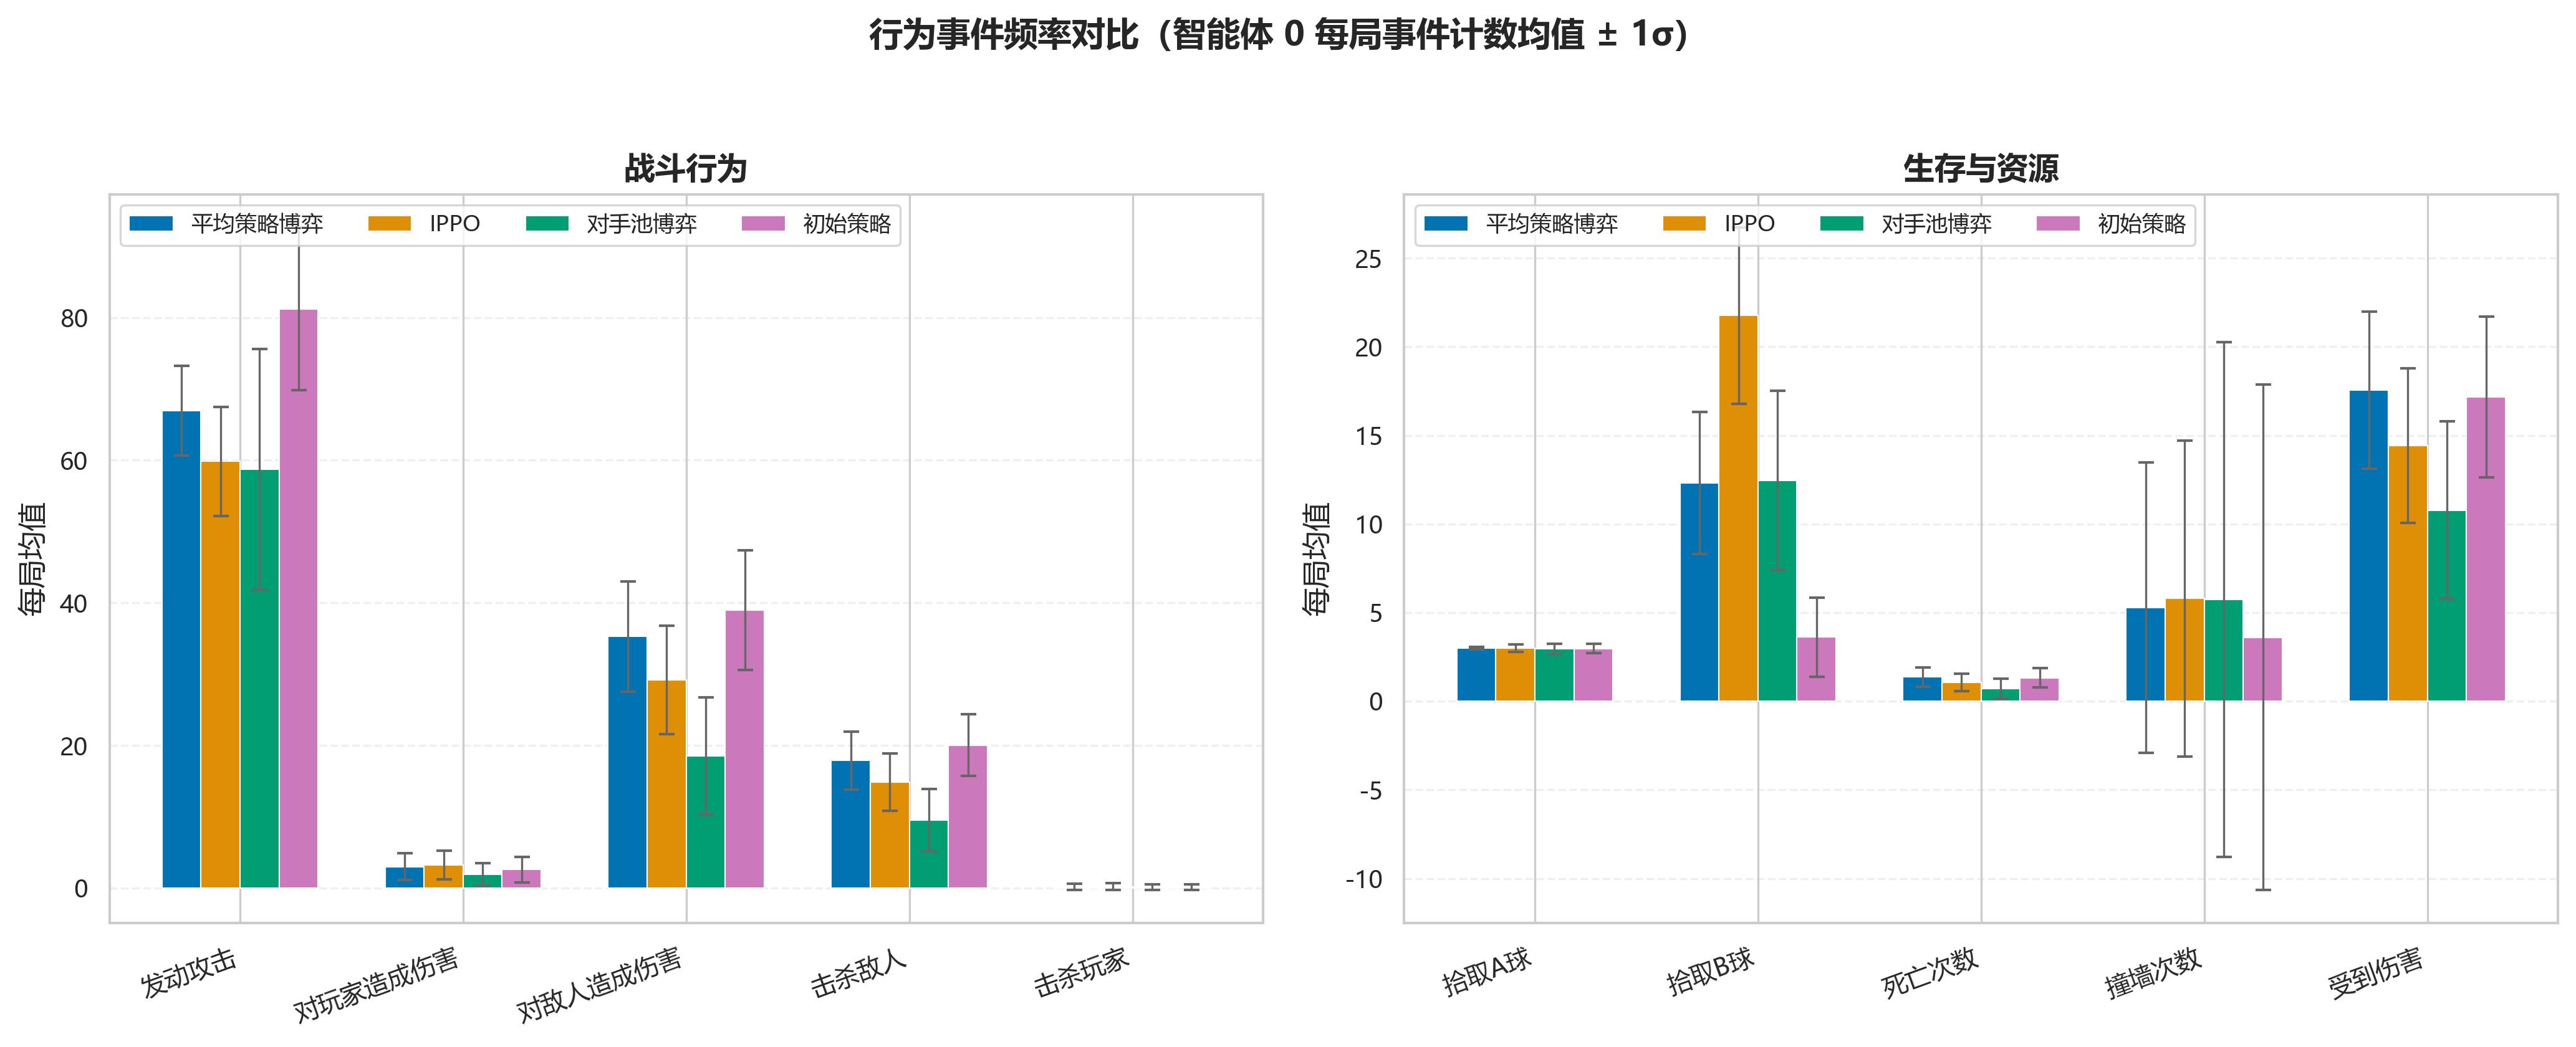 行为事件频率对比（智能体 0 每局事件计数均值 ± 1σ）
战斗行为
平均策略博弈 IPPO 对手池博弈 初始策略
每局均值
80
60
40
20
0
发动攻击 对玩家造成伤害 对敌人造成伤害 击杀敌人 击杀玩家
生存与资源
平均策略博弈 IPPO 对手池博弈 初始策略
每局均值
25
20
15
10
5
0
-5
-10
拾取A球 拾取B球 死亡次数 撞墙次数 受到伤害